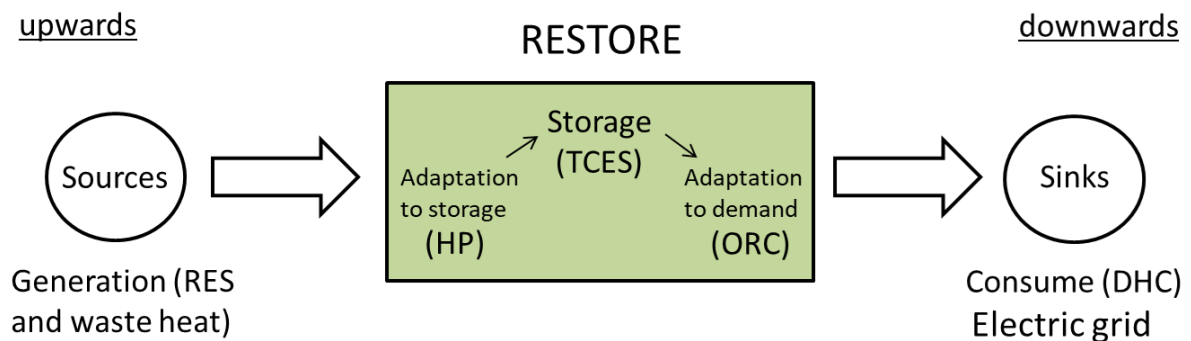 upwards
RESTORE
downwards
Sources
Adaptation
to storage
(HP)
Storage
(TCES)
Adaptation
to demand
(ORC)
Sinks
Generation (RES
and waste heat)
Consume (DHC)
Electric grid